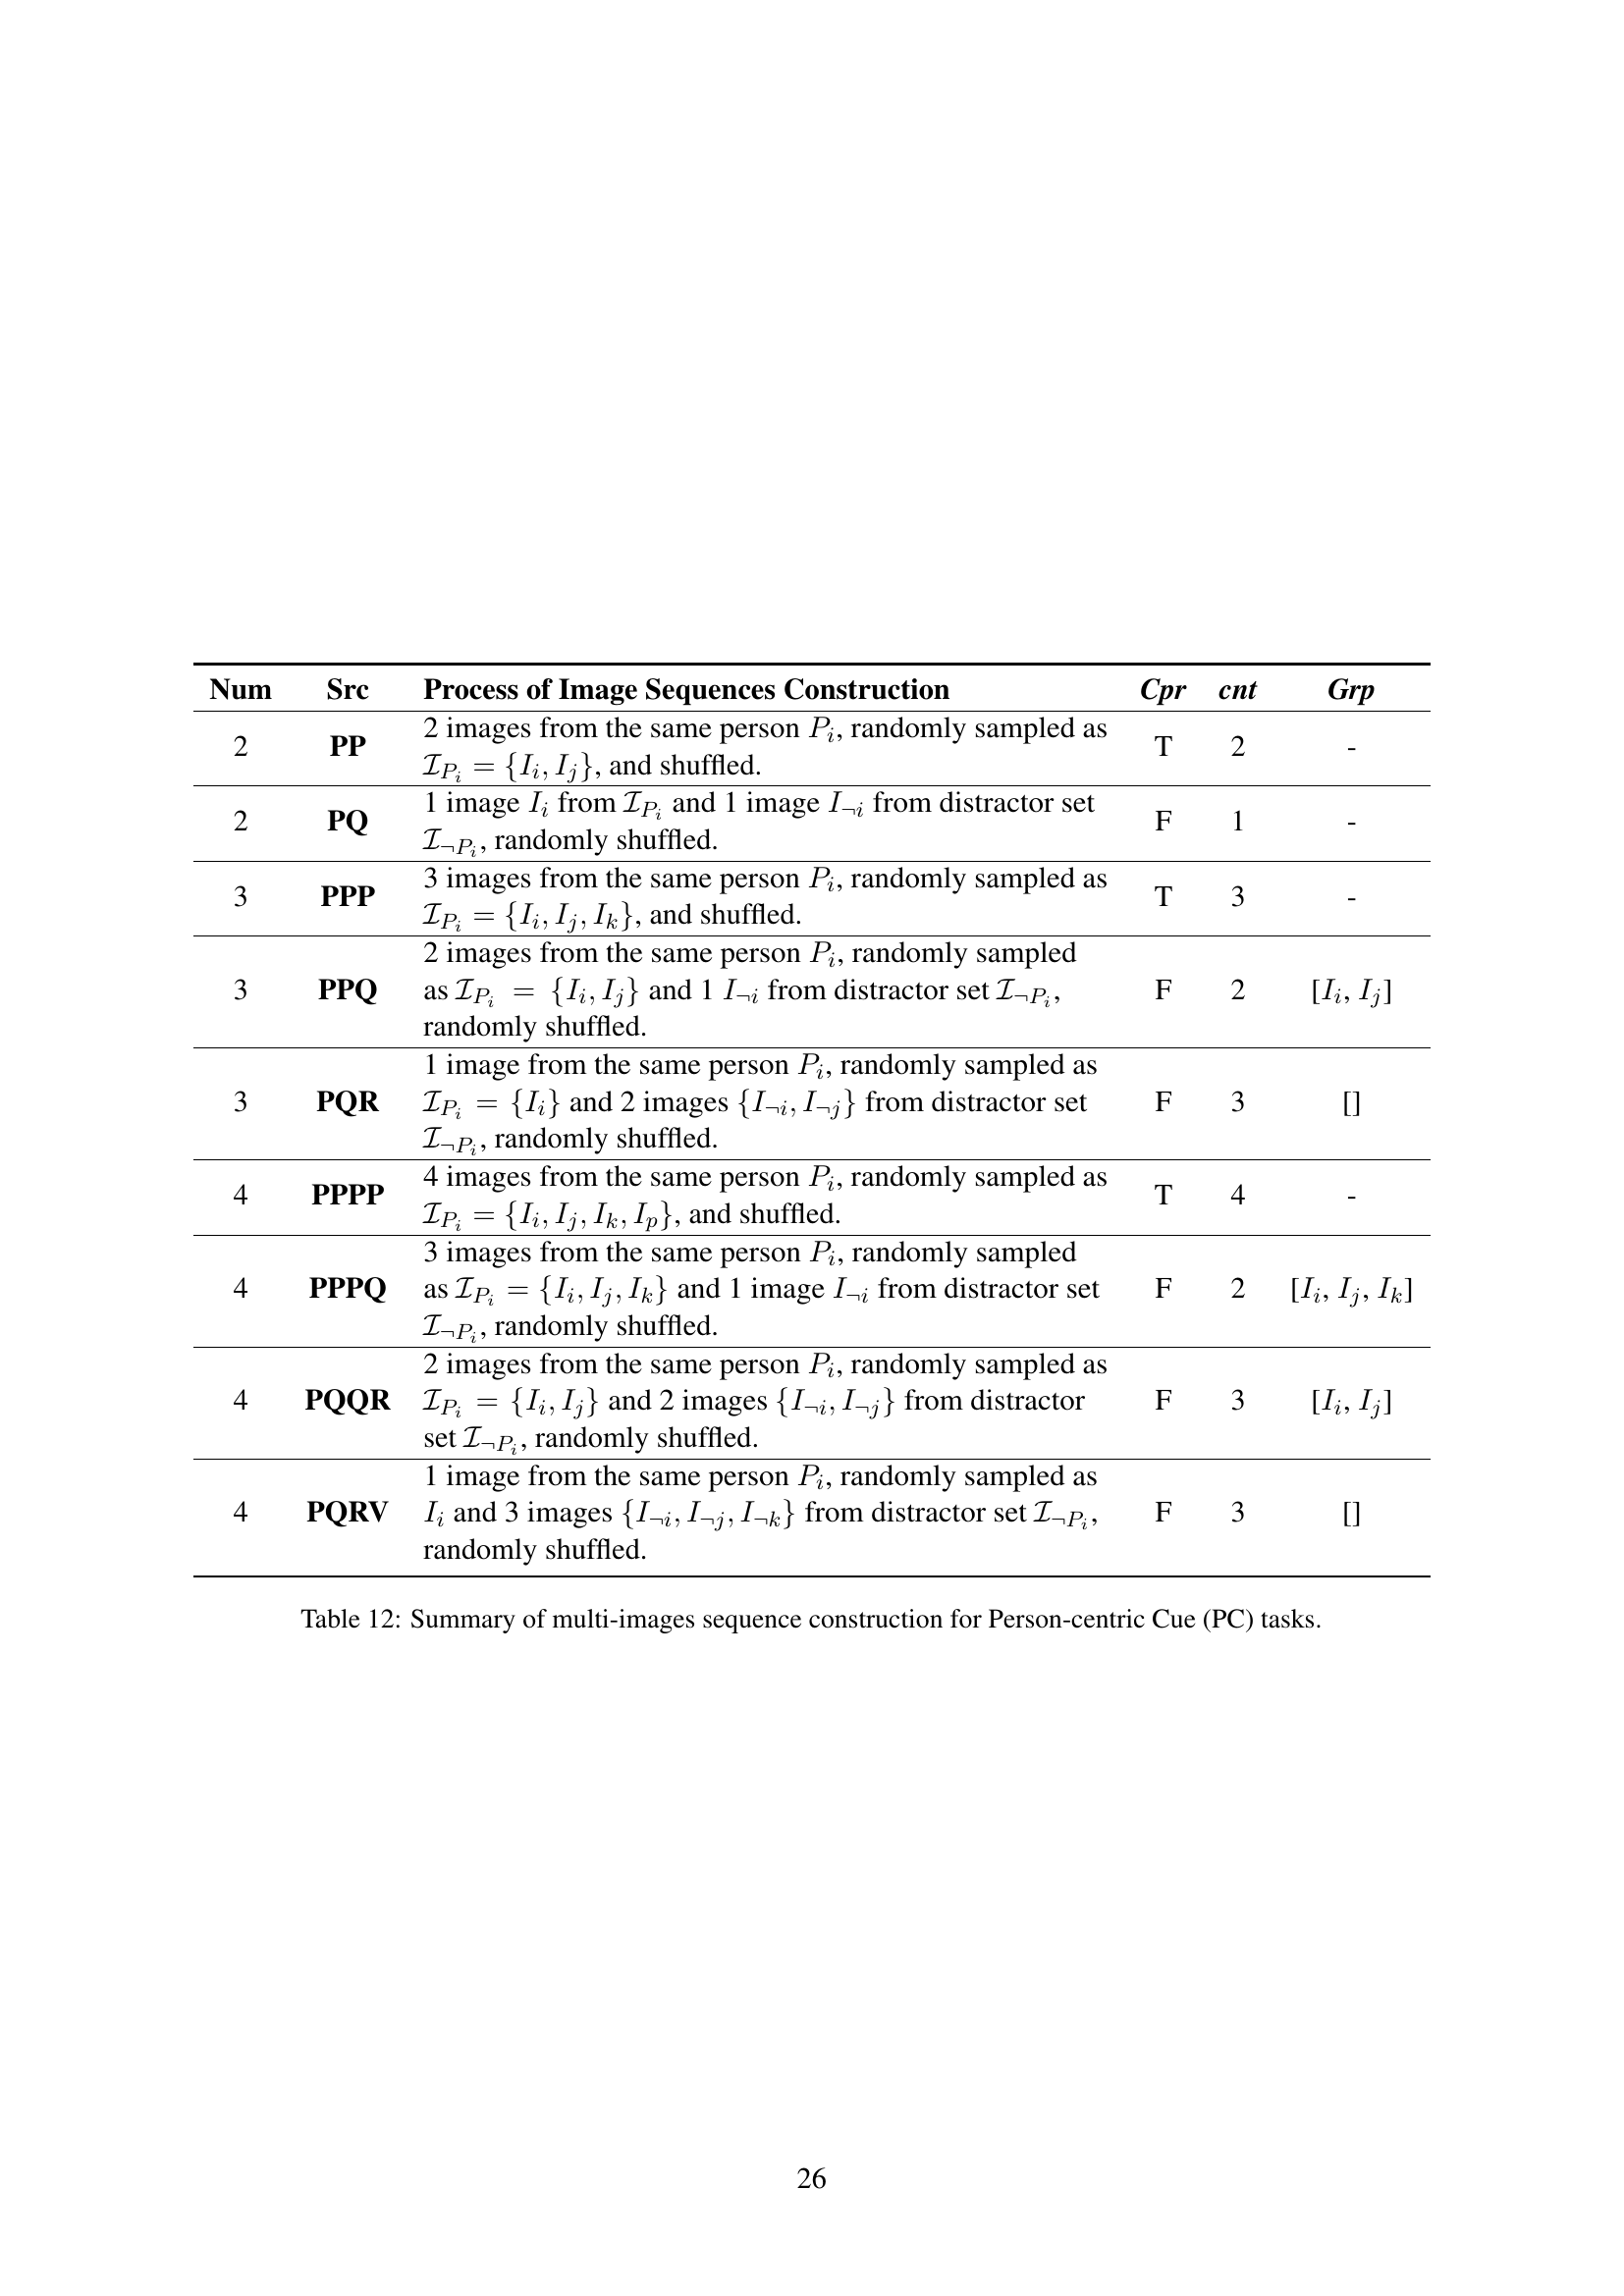 Num Src Process of Image Sequences Construction Cpr cnt Grp
2 images from the same person $P_i$, randomly sampled as
2 PP T 2 -
$\mathcal{I}_{P_i} = \{I_i, I_j\}$, and shuffled.
1 image $I_i$ from $\mathcal{I}_{P_i}$ and 1 image $I_{\neg i}$ from distractor set
2 PQ F 1 -
$\mathcal{I}_{\neg P_i}$, randomly shuffled.
3 images from the same person $P_i$, randomly sampled as
3 PPP T 3 -
$\mathcal{I}_{P_i} = \{I_i, I_j, I_k\}$, and shuffled.
2 images from the same person $P_i$, randomly sampled
3 PPQ as $\mathcal{I}_{P_i} = \{I_i, I_j\}$ and 1 $I_{\neg i}$ from distractor set $\mathcal{I}_{\neg P_i}$, F 2 [$I_i$, $I_j$]
randomly shuffled.
1 image from the same person $P_i$, randomly sampled as
3 PQR $\mathcal{I}_{P_i} = \{I_i\}$ and 2 images $\{I_{\neg i}, I_{\neg j}\}$ from distractor set F 3 []
$\mathcal{I}_{\neg P_i}$, randomly shuffled.
4 images from the same person $P_i$, randomly sampled as
4 PPPP T 4 -
$\mathcal{I}_{P_i} = \{I_i, I_j, I_k, I_p\}$, and shuffled.
3 images from the same person $P_i$, randomly sampled
4 PPPQ as $\mathcal{I}_{P_i} = \{I_i, I_j, I_k\}$ and 1 image $I_{\neg i}$ from distractor set F 2 [$I_i$, $I_j$, $I_k$]
$\mathcal{I}_{\neg P_i}$, randomly shuffled.
2 images from the same person $P_i$, randomly sampled as
4 PQQR $\mathcal{I}_{P_i} = \{I_i, I_j\}$ and 2 images $\{I_{\neg i}, I_{\neg j}\}$ from distractor F 3 [$I_i$, $I_j$]
set $\mathcal{I}_{\neg P_i}$, randomly shuffled.
1 image from the same person $P_i$, randomly sampled as
4 PQRV $I_i$ and 3 images $\{I_{\neg i}, I_{\neg j}, I_{\neg k}\}$ from distractor set $\mathcal{I}_{\neg P_i}$, F 3 []
randomly shuffled.
Table 12: Summary of multi-images sequence construction for Person-centric Cue (PC) tasks.
26